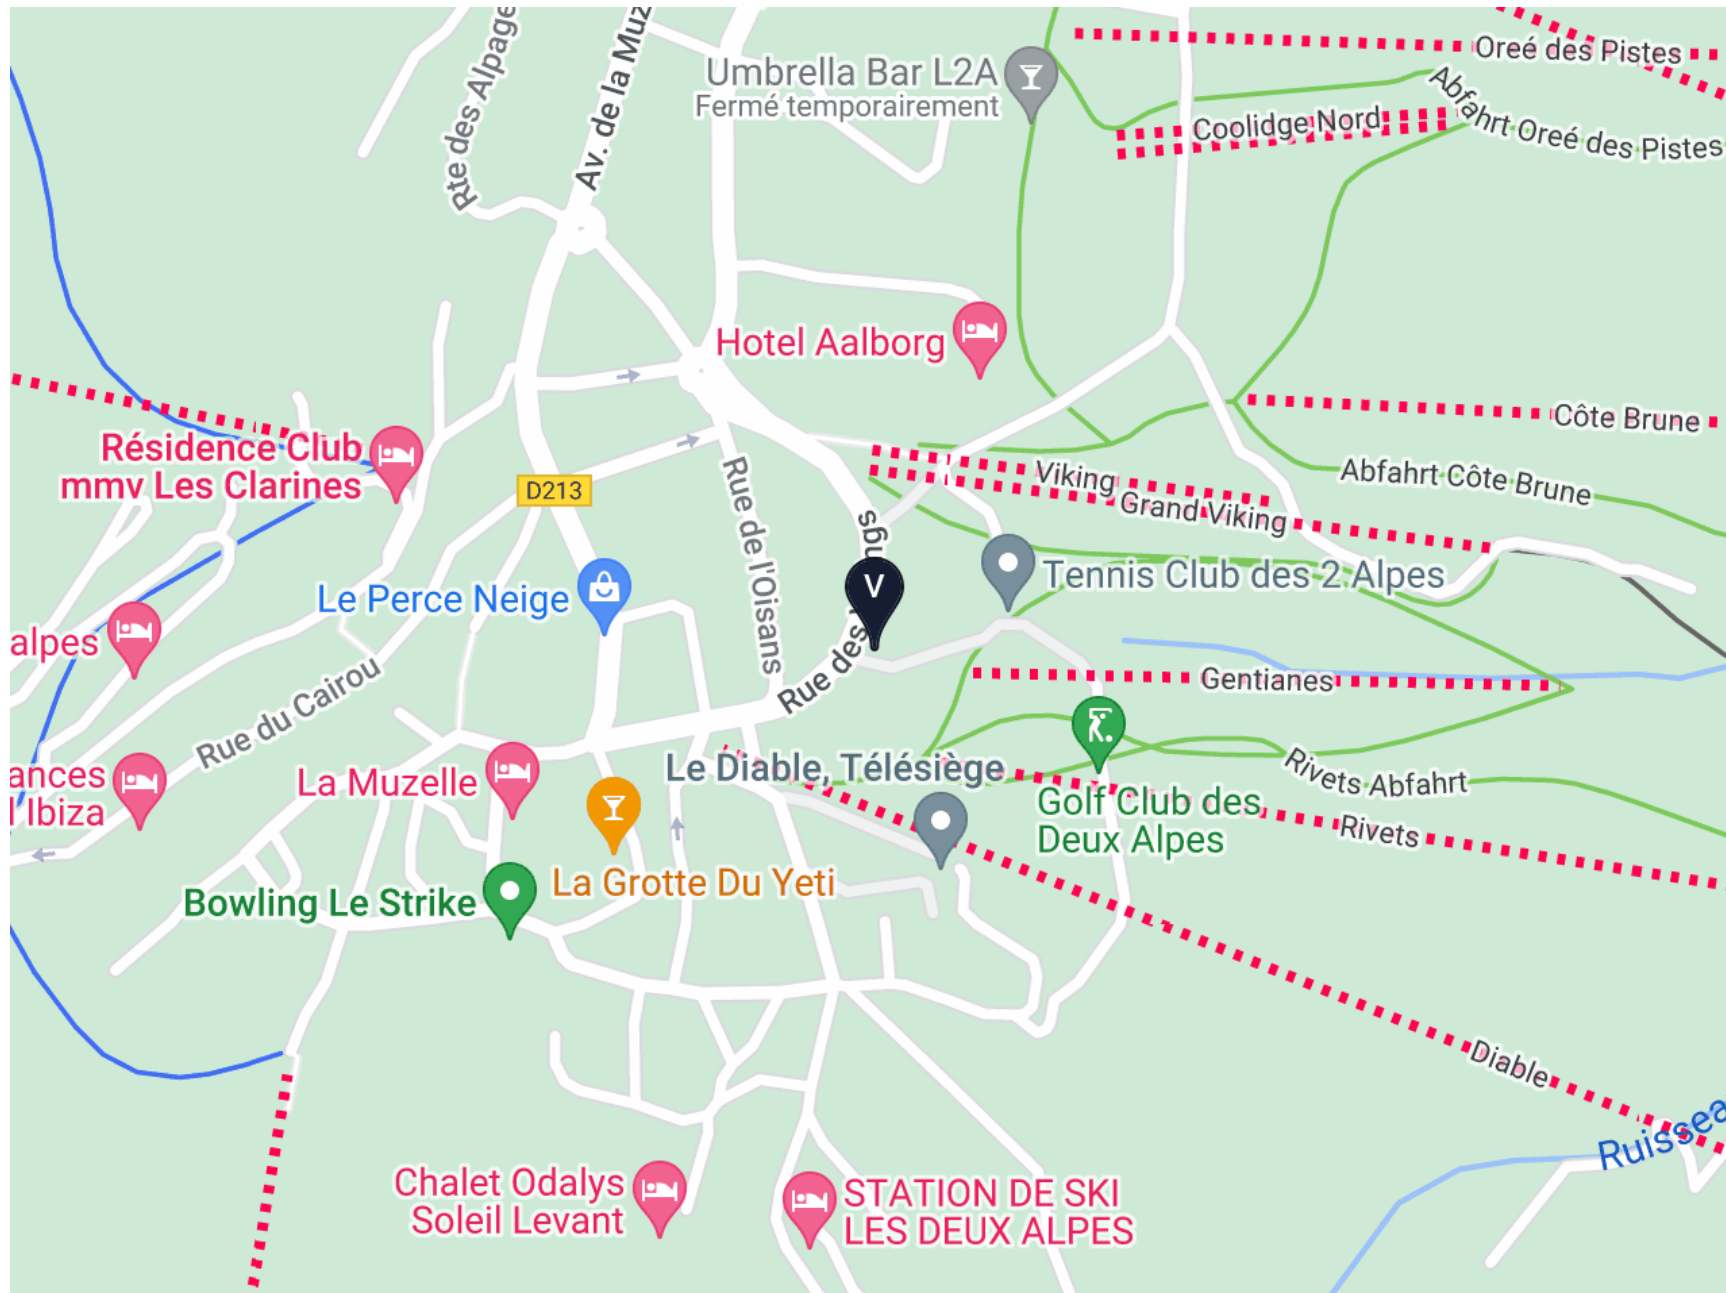 Rte des Alpage
Av. de la Muz
Umbrella Bar L2A
Fermé temporairement
Oreé des Pistes
Coolidge Nord
Abfahrt Oreé des Pistes
Hotel Aalborg
Côte Brune
Abfahrt Côte Brune
Résidence Club
mmv Les Clarines
D213
Rue de l'Oisans
Viking
Grand Viking
Le Perce Neige
V
Tennis Club des 2 Alpes
alpes
Rue du Cairou
Rue des
ngs
Gentianes
ances
l Ibiza
La Muzelle
Le Diable, Télésiège
Rivets Abfahrt
Golf Club des
Deux Alpes
Rivets
Bowling Le Strike
La Grotte Du Yeti
Diable
Ruissea
Chalet Odalys
Soleil Levant
STATION DE SKI
LES DEUX ALPES